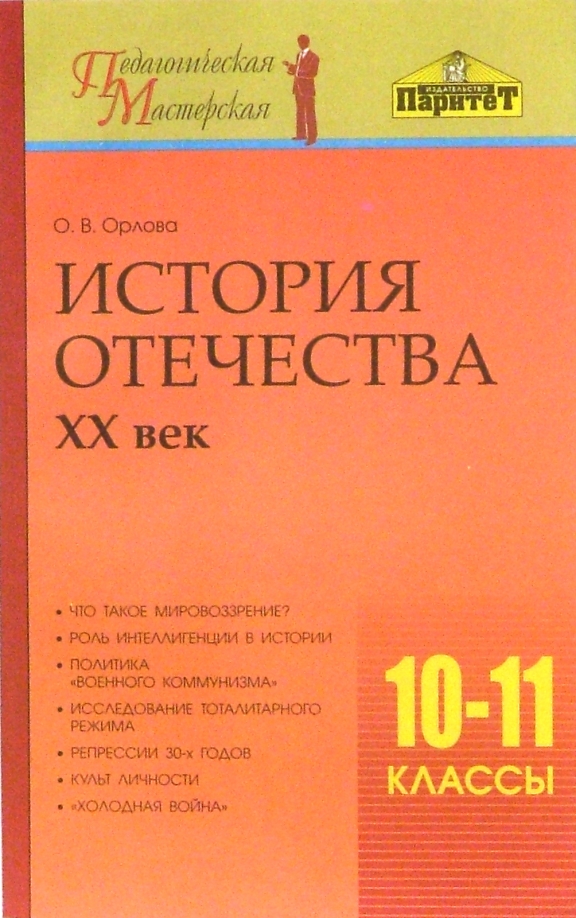 Педагогическая
Мастерская
ИЗДАТЕЛЬСТВО
ПАРИТЕТ
О. В. Орлова
ИСТОРИЯ
ОТЕЧЕСТВА
XX век
• ЧТО ТАКОЕ МИРОВОЗЗРЕНИЕ?
• РОЛЬ ИНТЕЛЛИГЕНЦИИ В ИСТОРИИ
• ПОЛИТИКА
«ВОЕННОГО КОММУНИЗМА»
• ИССЛЕДОВАНИЕ ТОТАЛИТАРНОГО
РЕЖИМА
• РЕПРЕССИИ 30-х ГОДОВ
• КУЛЬТ ЛИЧНОСТИ
• «ХОЛОДНАЯ ВОЙНА»
10-11
КЛАССЫ